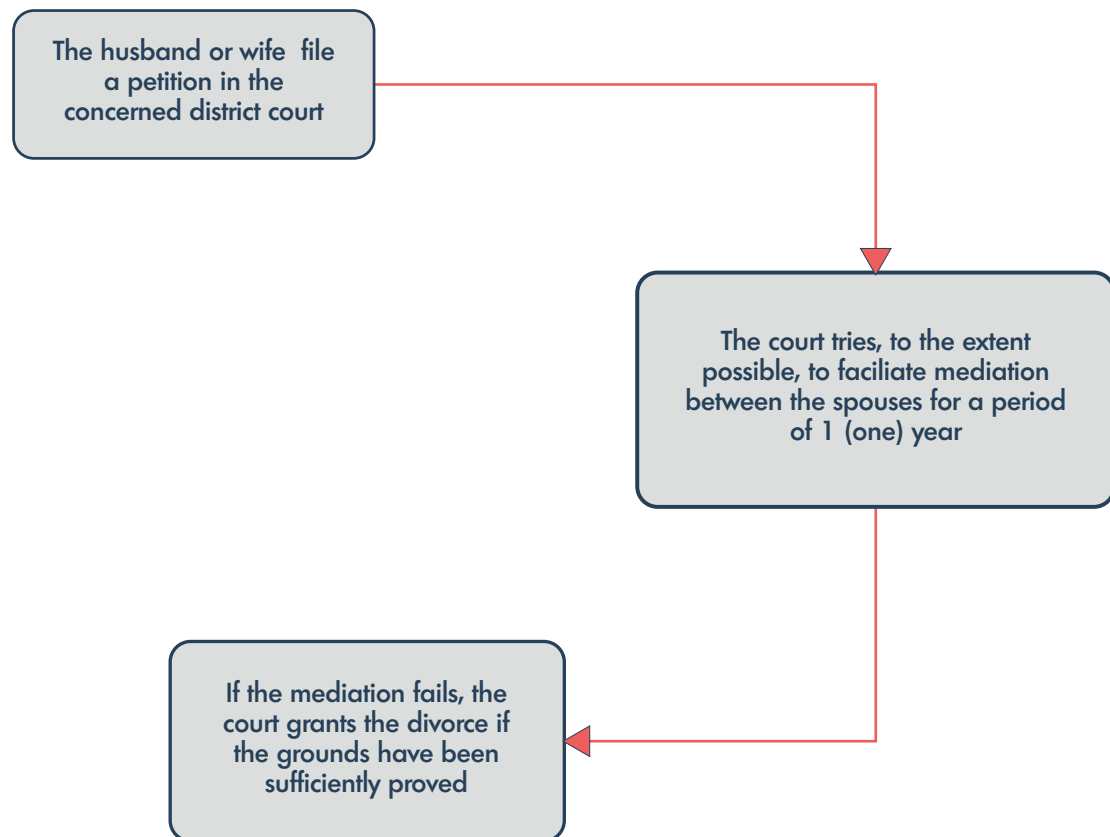 The husband or wife file
a petition in the
concerned district court
The court tries, to the extent
possible, to faciliate mediation
between the spouses for a period
of 1 (one) year
If the mediation fails, the
court grants the divorce if
the grounds have been
sufficiently proved